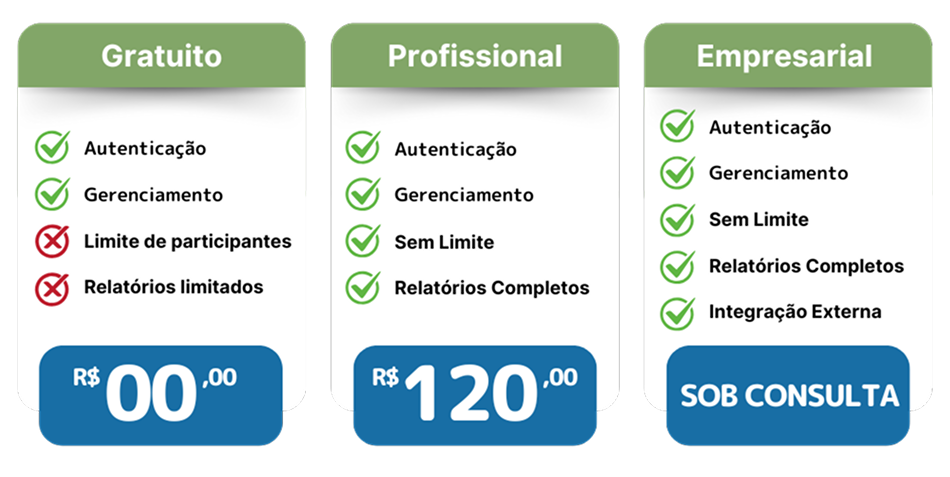 Gratuito
Autenticação
Gerenciamento
Limite de participantes
Relatórios limitados
R$ 00,00
Profissional
Autenticação
Gerenciamento
Sem Limite
Relatórios Completos
R$ 120,00
Empresarial
Autenticação
Gerenciamento
Sem Limite
Relatórios Completos
Integração Externa
SOB CONSULTA